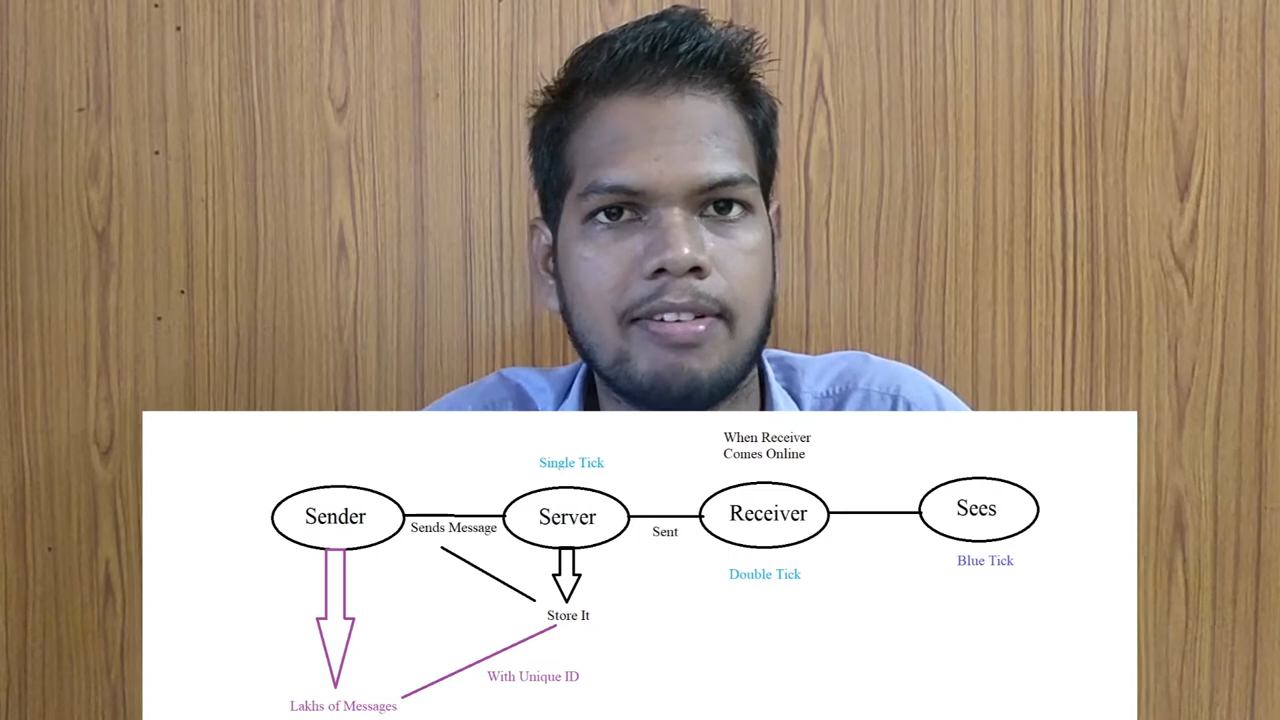 When Receiver
Comes Online
Single Tick
Sender
Sends Message
Server
Sent
Receiver
Sees
Blue Tick
Double Tick
Store It
With Unique ID
Lakhs of Messages